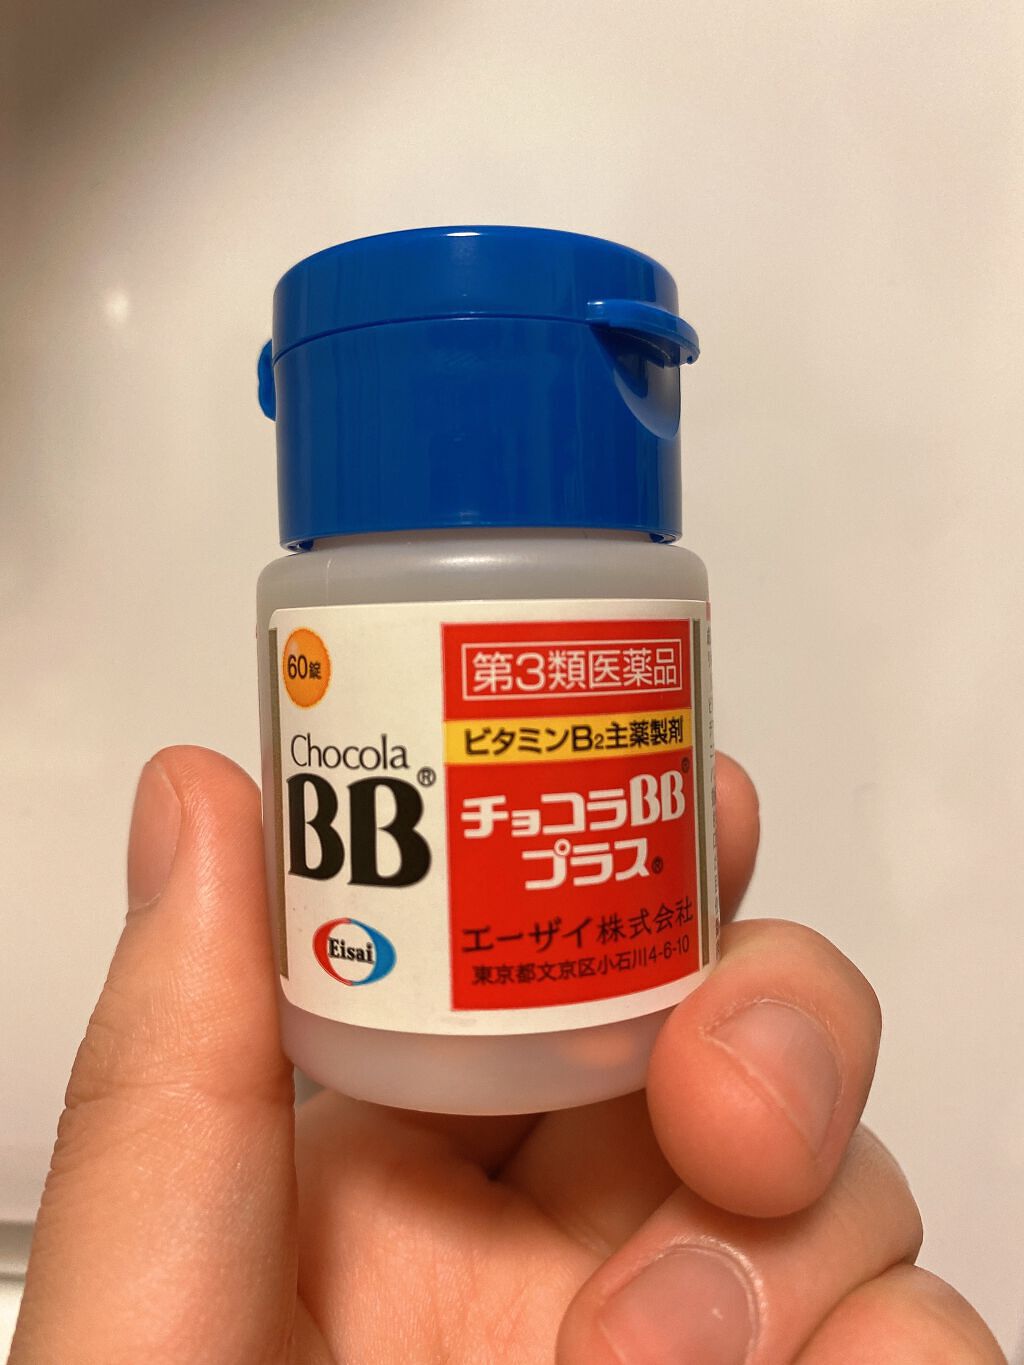 60錠
Chocola
BB®
Eisai
第3類医薬品
ビタミンB₂主薬製剤
チョコラBB®
プラス®
エーザイ株式会社
東京都文京区小石川4-6-10